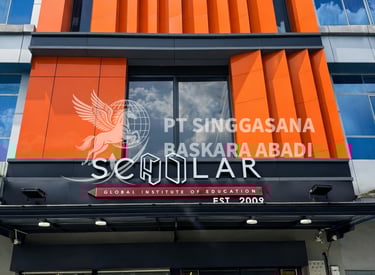 PT SINGGASANA
BASKARA ABADI
SCHOLAR
GLOBAL INSTITUTE OF EDUCATION
EST. 2009